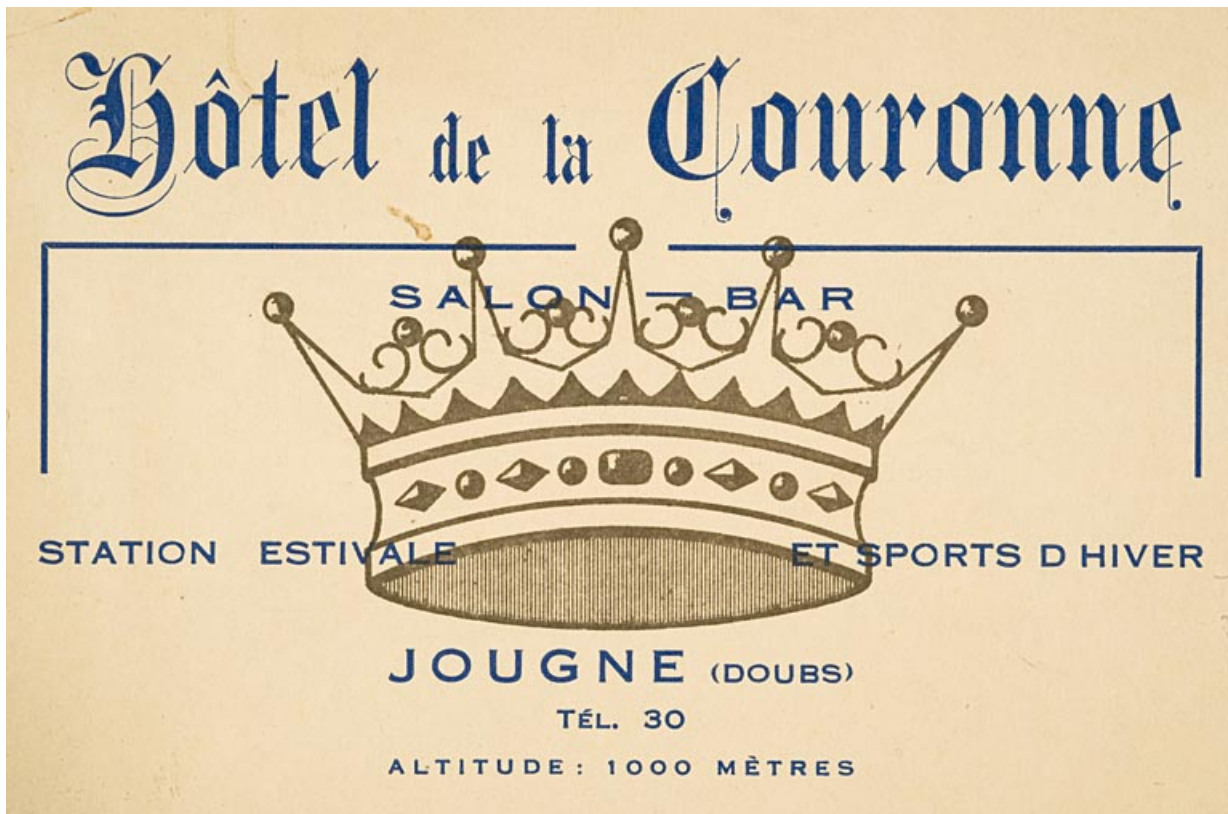 Hôtel de la Couronne
SALON — BAR
STATION ESTIVALE ET SPORTS D HIVER
JOUGNE (DOUBS)
TÉL. 30
ALTITUDE: 1000 MÈTRES